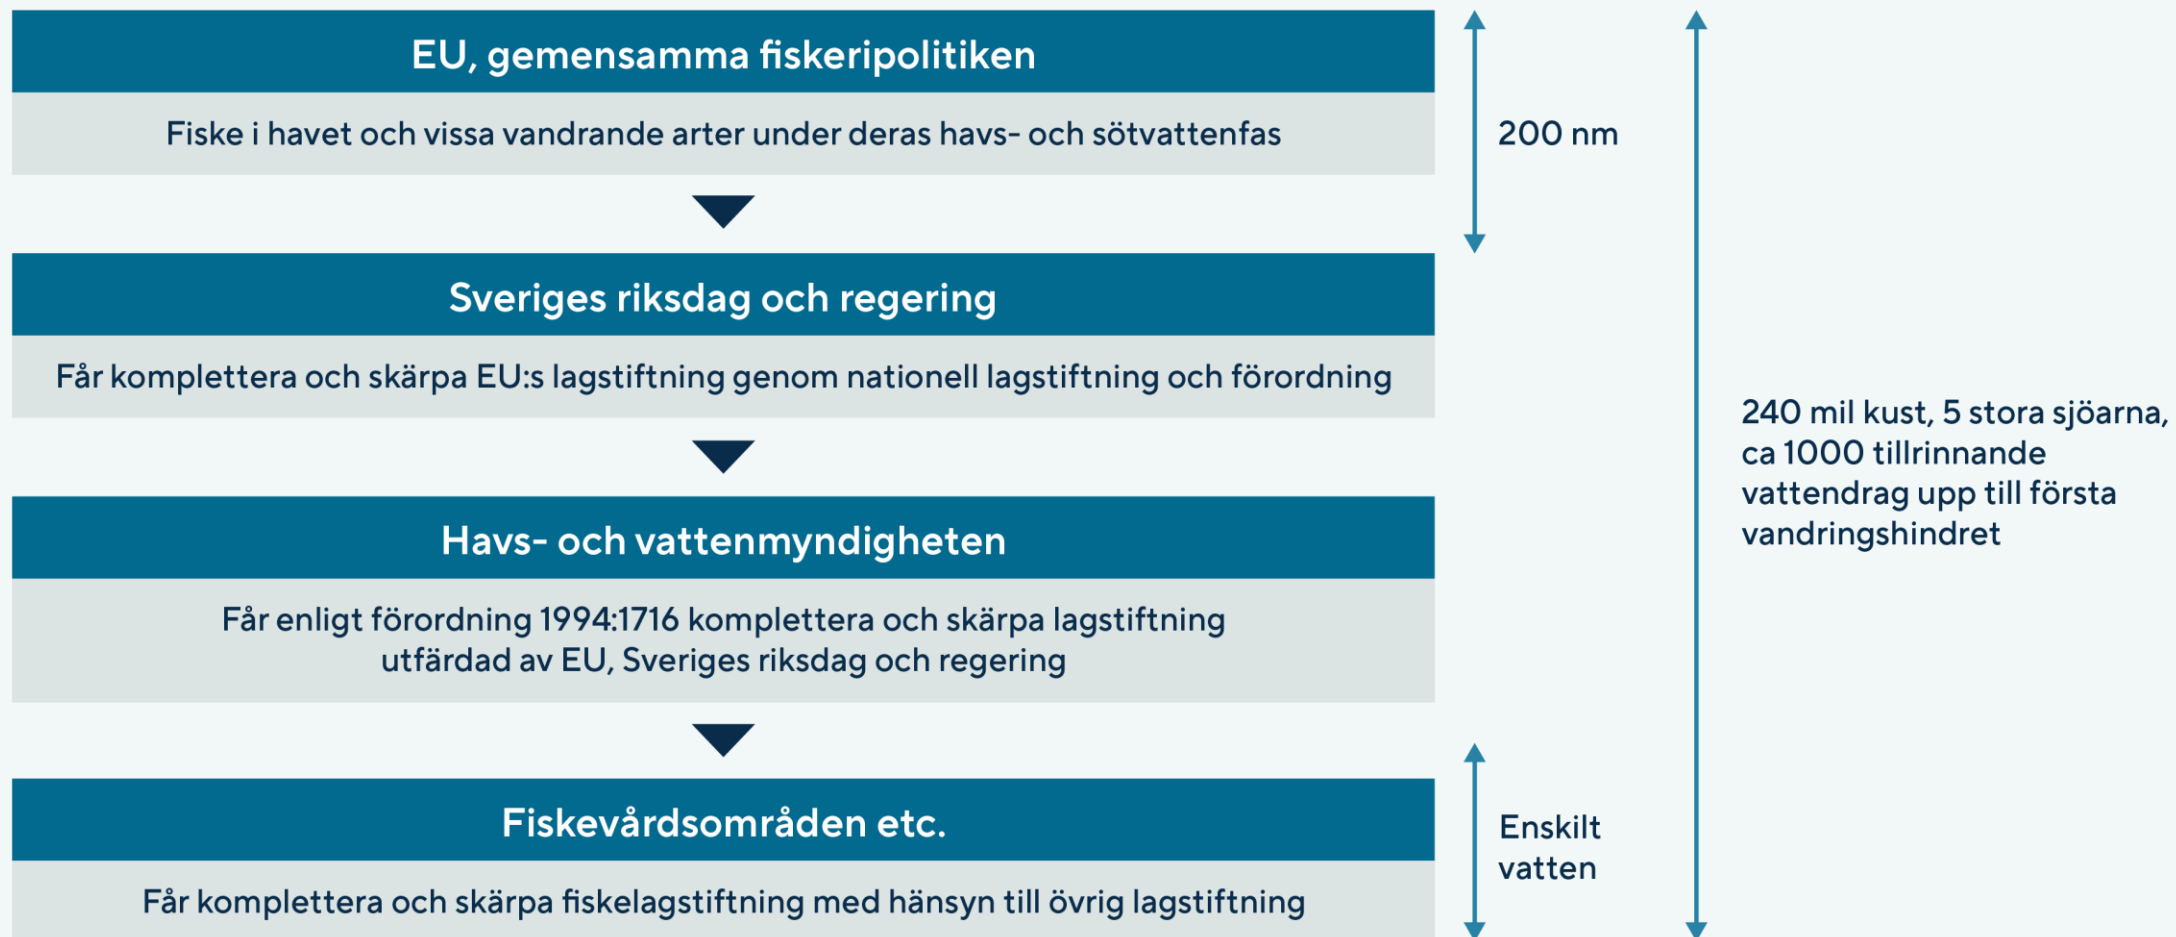 EU, gemensamma fiskeripolitiken
Fiske i havet och vissa vandrande arter under deras havs- och sötvattenfas
200 nm
Sveriges riksdag och regering
Får komplettera och skärpa EU:s lagstiftning genom nationell lagstiftning och förordning
Havs- och vattenmyndigheten
Får enligt förordning 1994:1716 komplettera och skärpa lagstiftning
utfärdad av EU, Sveriges riksdag och regering
Fiskevårdsområden etc.
Får komplettera och skärpa fiskelagstiftning med hänsyn till övrig lagstiftning
Enskilt
vatten
240 mil kust, 5 stora sjöarna,
ca 1000 tillrinnande
vattendrag upp till första
vandringshindret